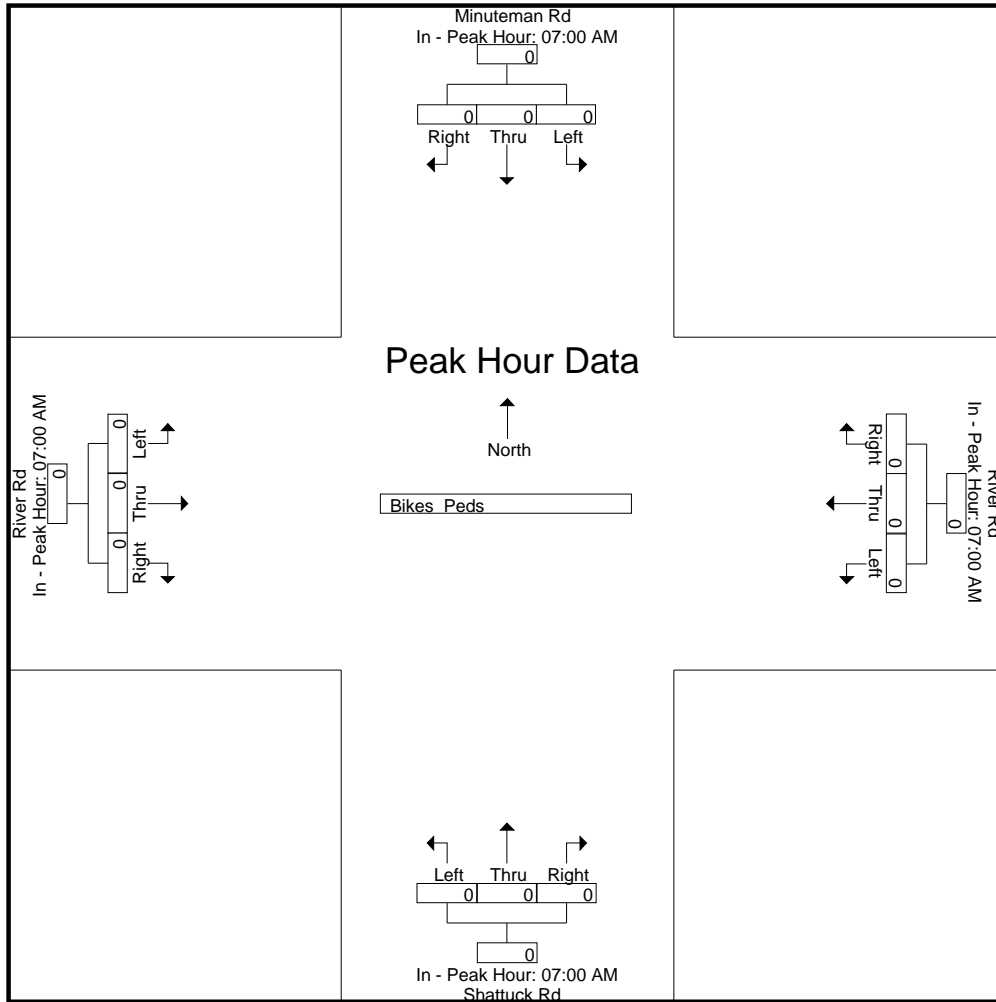 Minuteman Rd
In - Peak Hour: 07:00 AM
0
0 0 0
Right Thru Left
Peak Hour Data
North
Bikes Peds
River Rd
In - Peak Hour: 07:00 AM
0
0 0 0
Left Thru Right
River Rd
In - Peak Hour: 07:00 AM
0
0 0 0
Right Thru Left
Left Thru Right
0 0 0
0
In - Peak Hour: 07:00 AM
Shattuck Rd